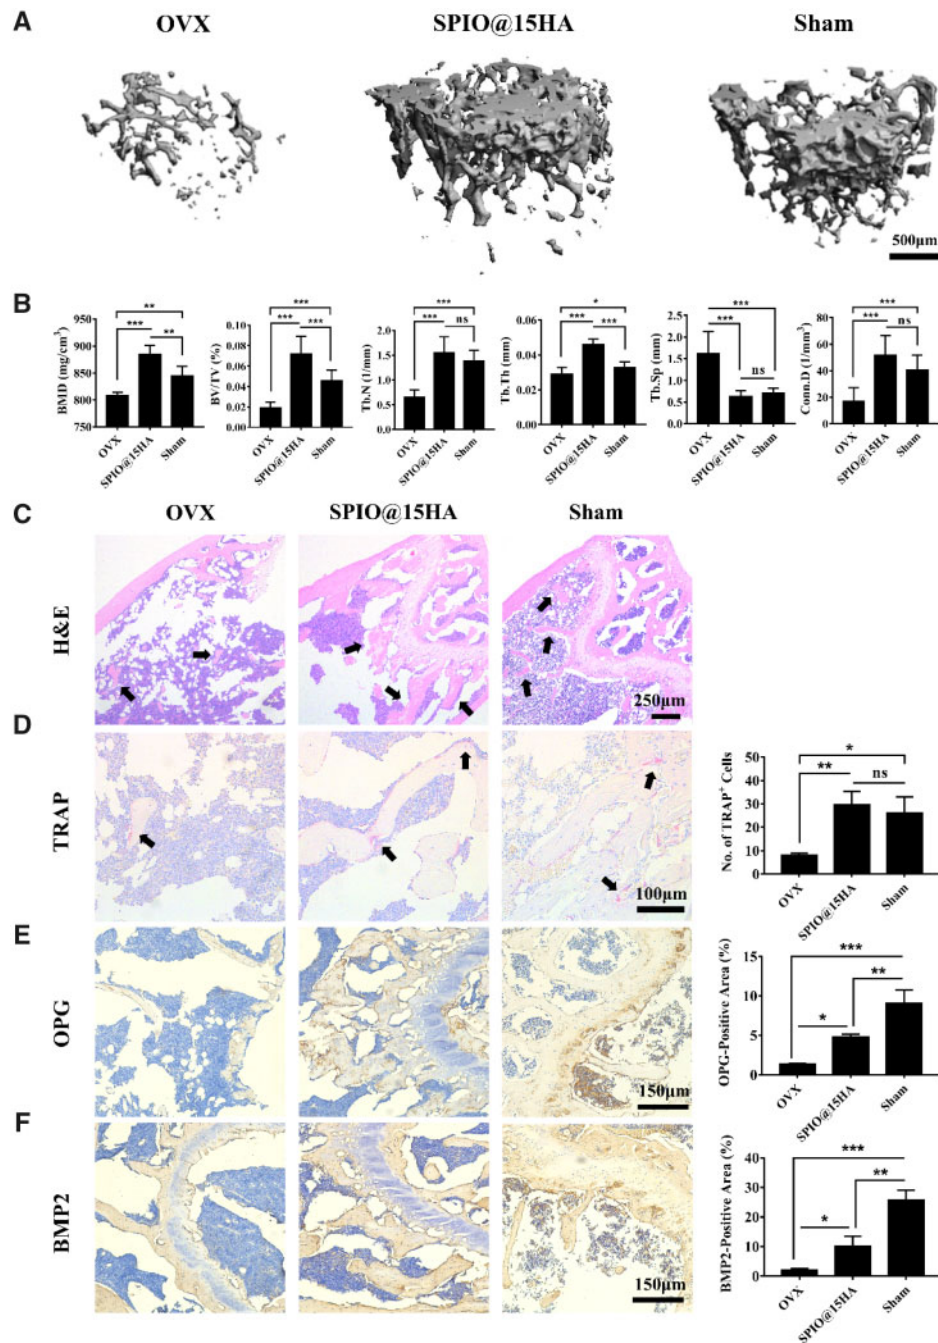 A
OVX SPIO@15HA Sham
500μm
B
** *** **
BMD (mg/cm³)
900
850
800
750
OVX SPIO@15HA Sham
*** *** ***
BV/TV (%)
0.10
0.08
0.06
0.04
0.02
0.00
OVX SPIO@15HA Sham
*** *** ns
Tb.N (1/mm)
2.0
1.5
1.0
0.5
0.0
OVX SPIO@15HA Sham
* *** ***
Tb.Th (mm)
0.06
0.04
0.02
0.00
OVX SPIO@15HA Sham
*** *** ns
Tb.Sp (mm)
2.0
1.5
1.0
0.5
0.0
OVX SPIO@15HA Sham
*** *** ns
Conn.D (1/mm³)
80
60
40
20
0
OVX SPIO@15HA Sham
C
OVX SPIO@15HA Sham
H&E
250μm
D
TRAP
100μm
* ** ns
No. of TRAP⁺ Cells
50
40
30
20
10
0
OVX SPIO@15HA Sham
E
OPG
150μm
*** ** *
OPG-Positive Area (%)
15
10
5
0
OVX SPIO@15HA Sham
F
BMP2
150μm
*** ** *
BMP2-Positive Area (%)
40
30
20
10
0
OVX SPIO@15HA Sham